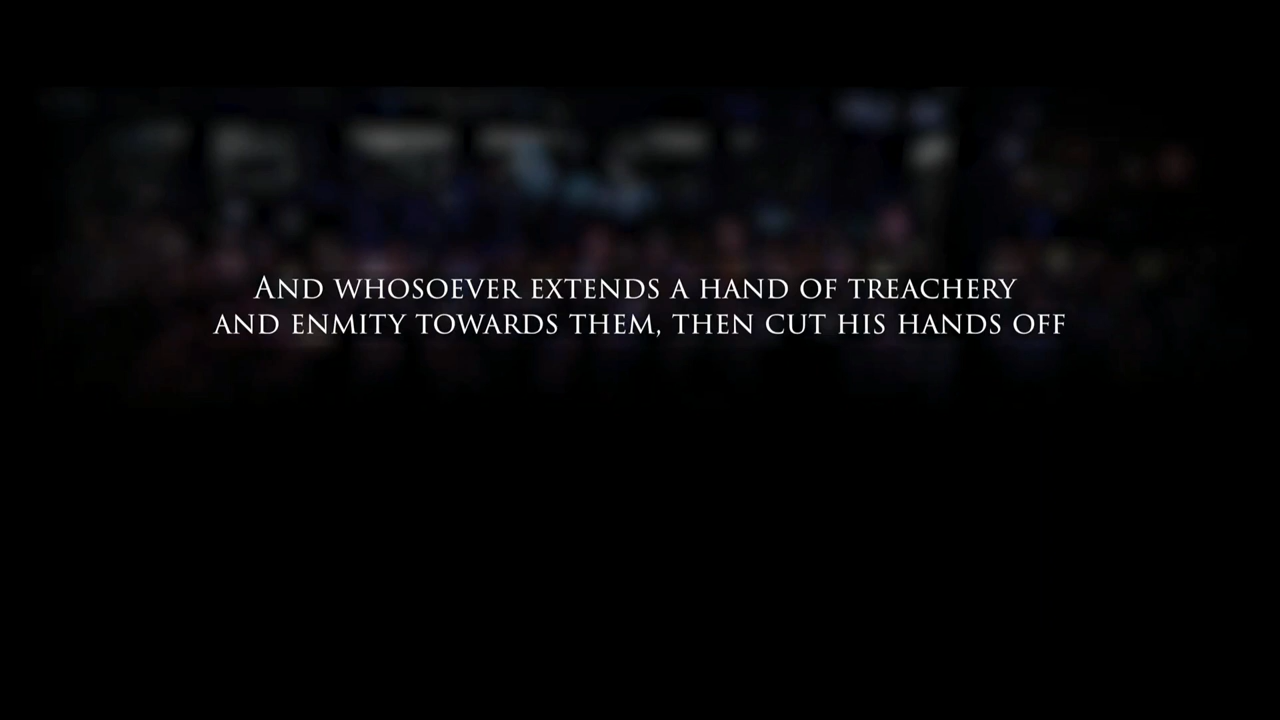 And whosoever extends a hand of treachery
and enmity towards them, then cut his hands off